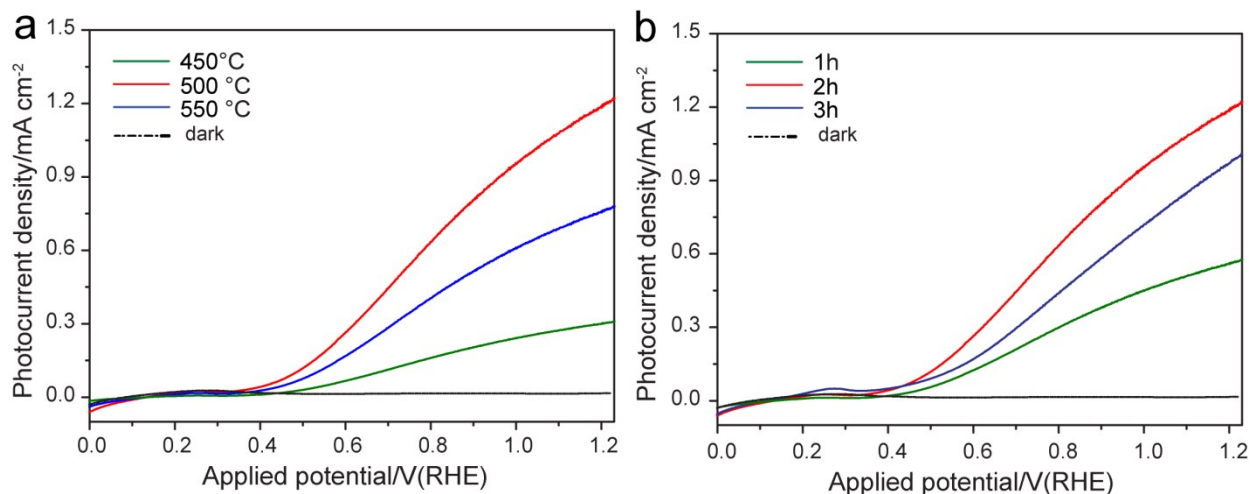 a
1.5
1.2
0.9
0.6
0.3
0.0
Photocurrent density/mA cm⁻²
450°C
500 °C
550 °C
dark
0.0 0.2 0.4 0.6 0.8 1.0 1.2
Applied potential/V(RHE)
b
1.5
1.2
0.9
0.6
0.3
0.0
Photocurrent density/mA cm⁻²
1h
2h
3h
dark
0.0 0.2 0.4 0.6 0.8 1.0 1.2
Applied potential/V(RHE)